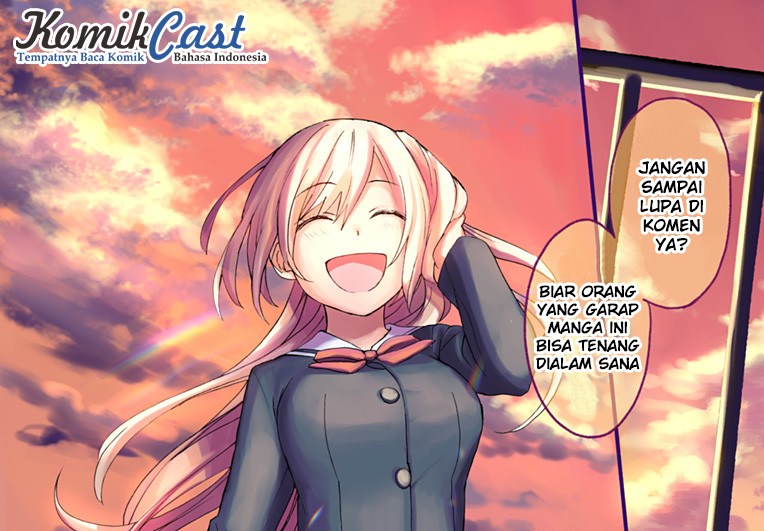 KomikCast
Tempatnya Baca Komik Bahasa Indonesia
JANGAN
SAMPAI
LUPA DI
KOMEN
YA?
BIAR ORANG
YANG GARAP
MANGA INI
BISA TENANG
DIALAM SANA